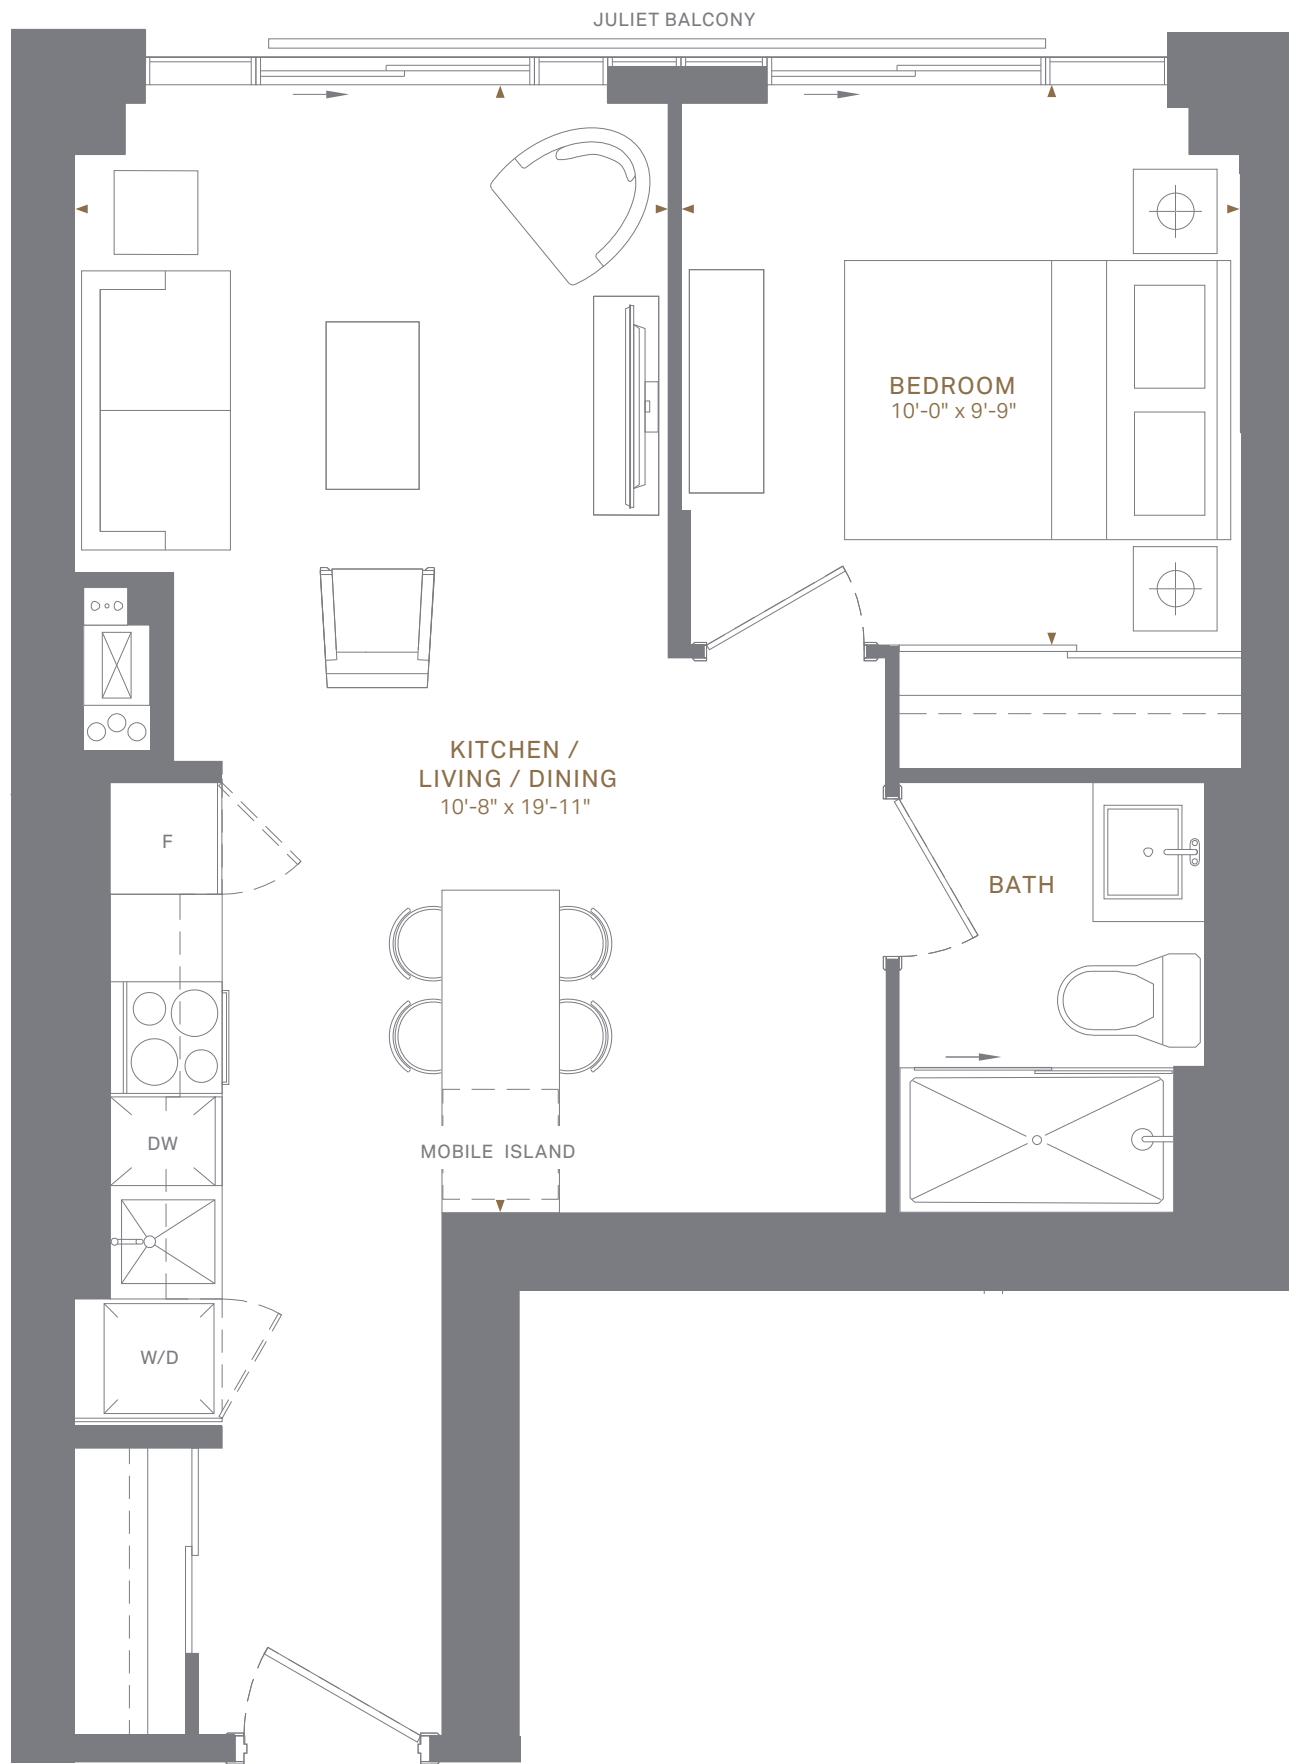 JULIET BALCONY
BEDROOM
10'-0" x 9'-9"
KITCHEN /
LIVING / DINING
10'-8" x 19'-11"
F
BATH
DW
MOBILE ISLAND
W/D